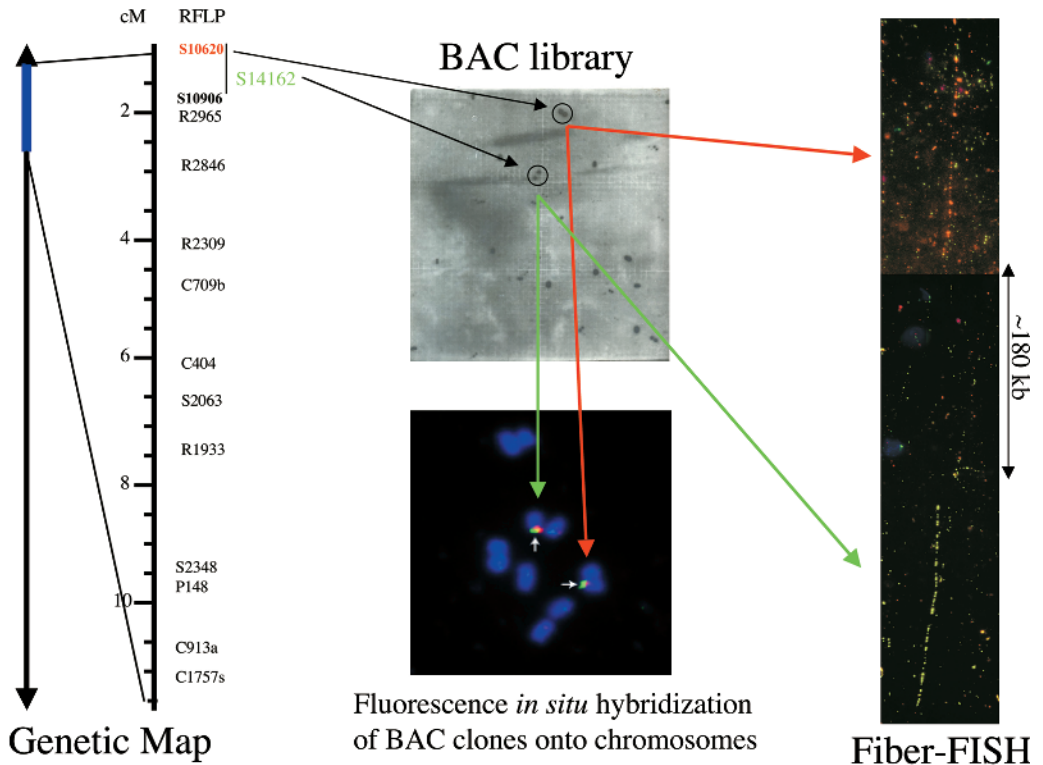 cM RFLP
S10620
S14162
S10906
2
R2965
R2846
4
R2309
C709b
6
C404
S2063
R1933
8
S2348
P148
10
C913a
C1757s
Genetic Map
BAC library
Fluorescence in situ hybridization
of BAC clones onto chromosomes
~180 kb
Fiber-FISH